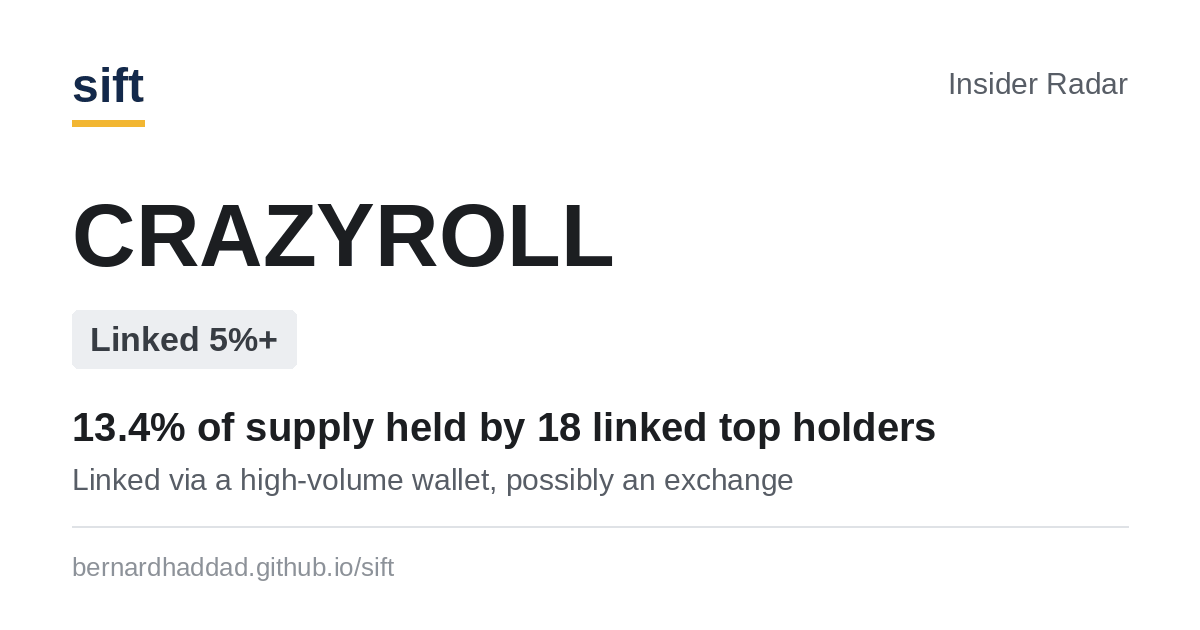 sift
Insider Radar
CRAZYROLL
Linked 5%+
13.4% of supply held by 18 linked top holders
Linked via a high-volume wallet, possibly an exchange
bernardhaddad.github.io/sift